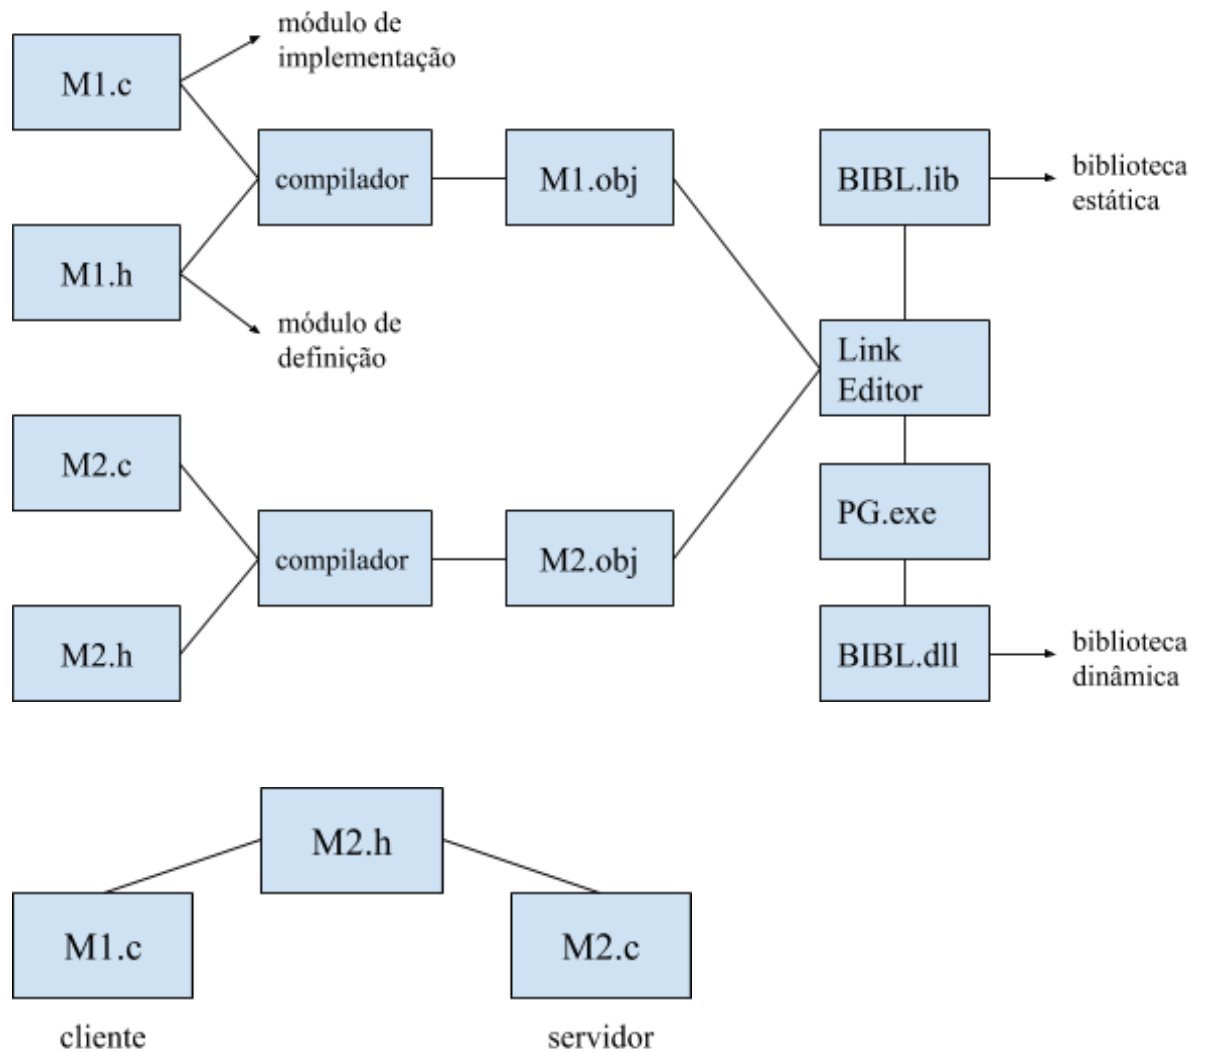 módulo de
implementação
M1.c
compilador
M1.obj
BIBL.lib
biblioteca
estática
M1.h
módulo de
definição
Link
Editor
M2.c
PG.exe
compilador
M2.obj
M2.h
BIBL.dll
biblioteca
dinâmica
M2.h
M1.c
M2.c
cliente
servidor